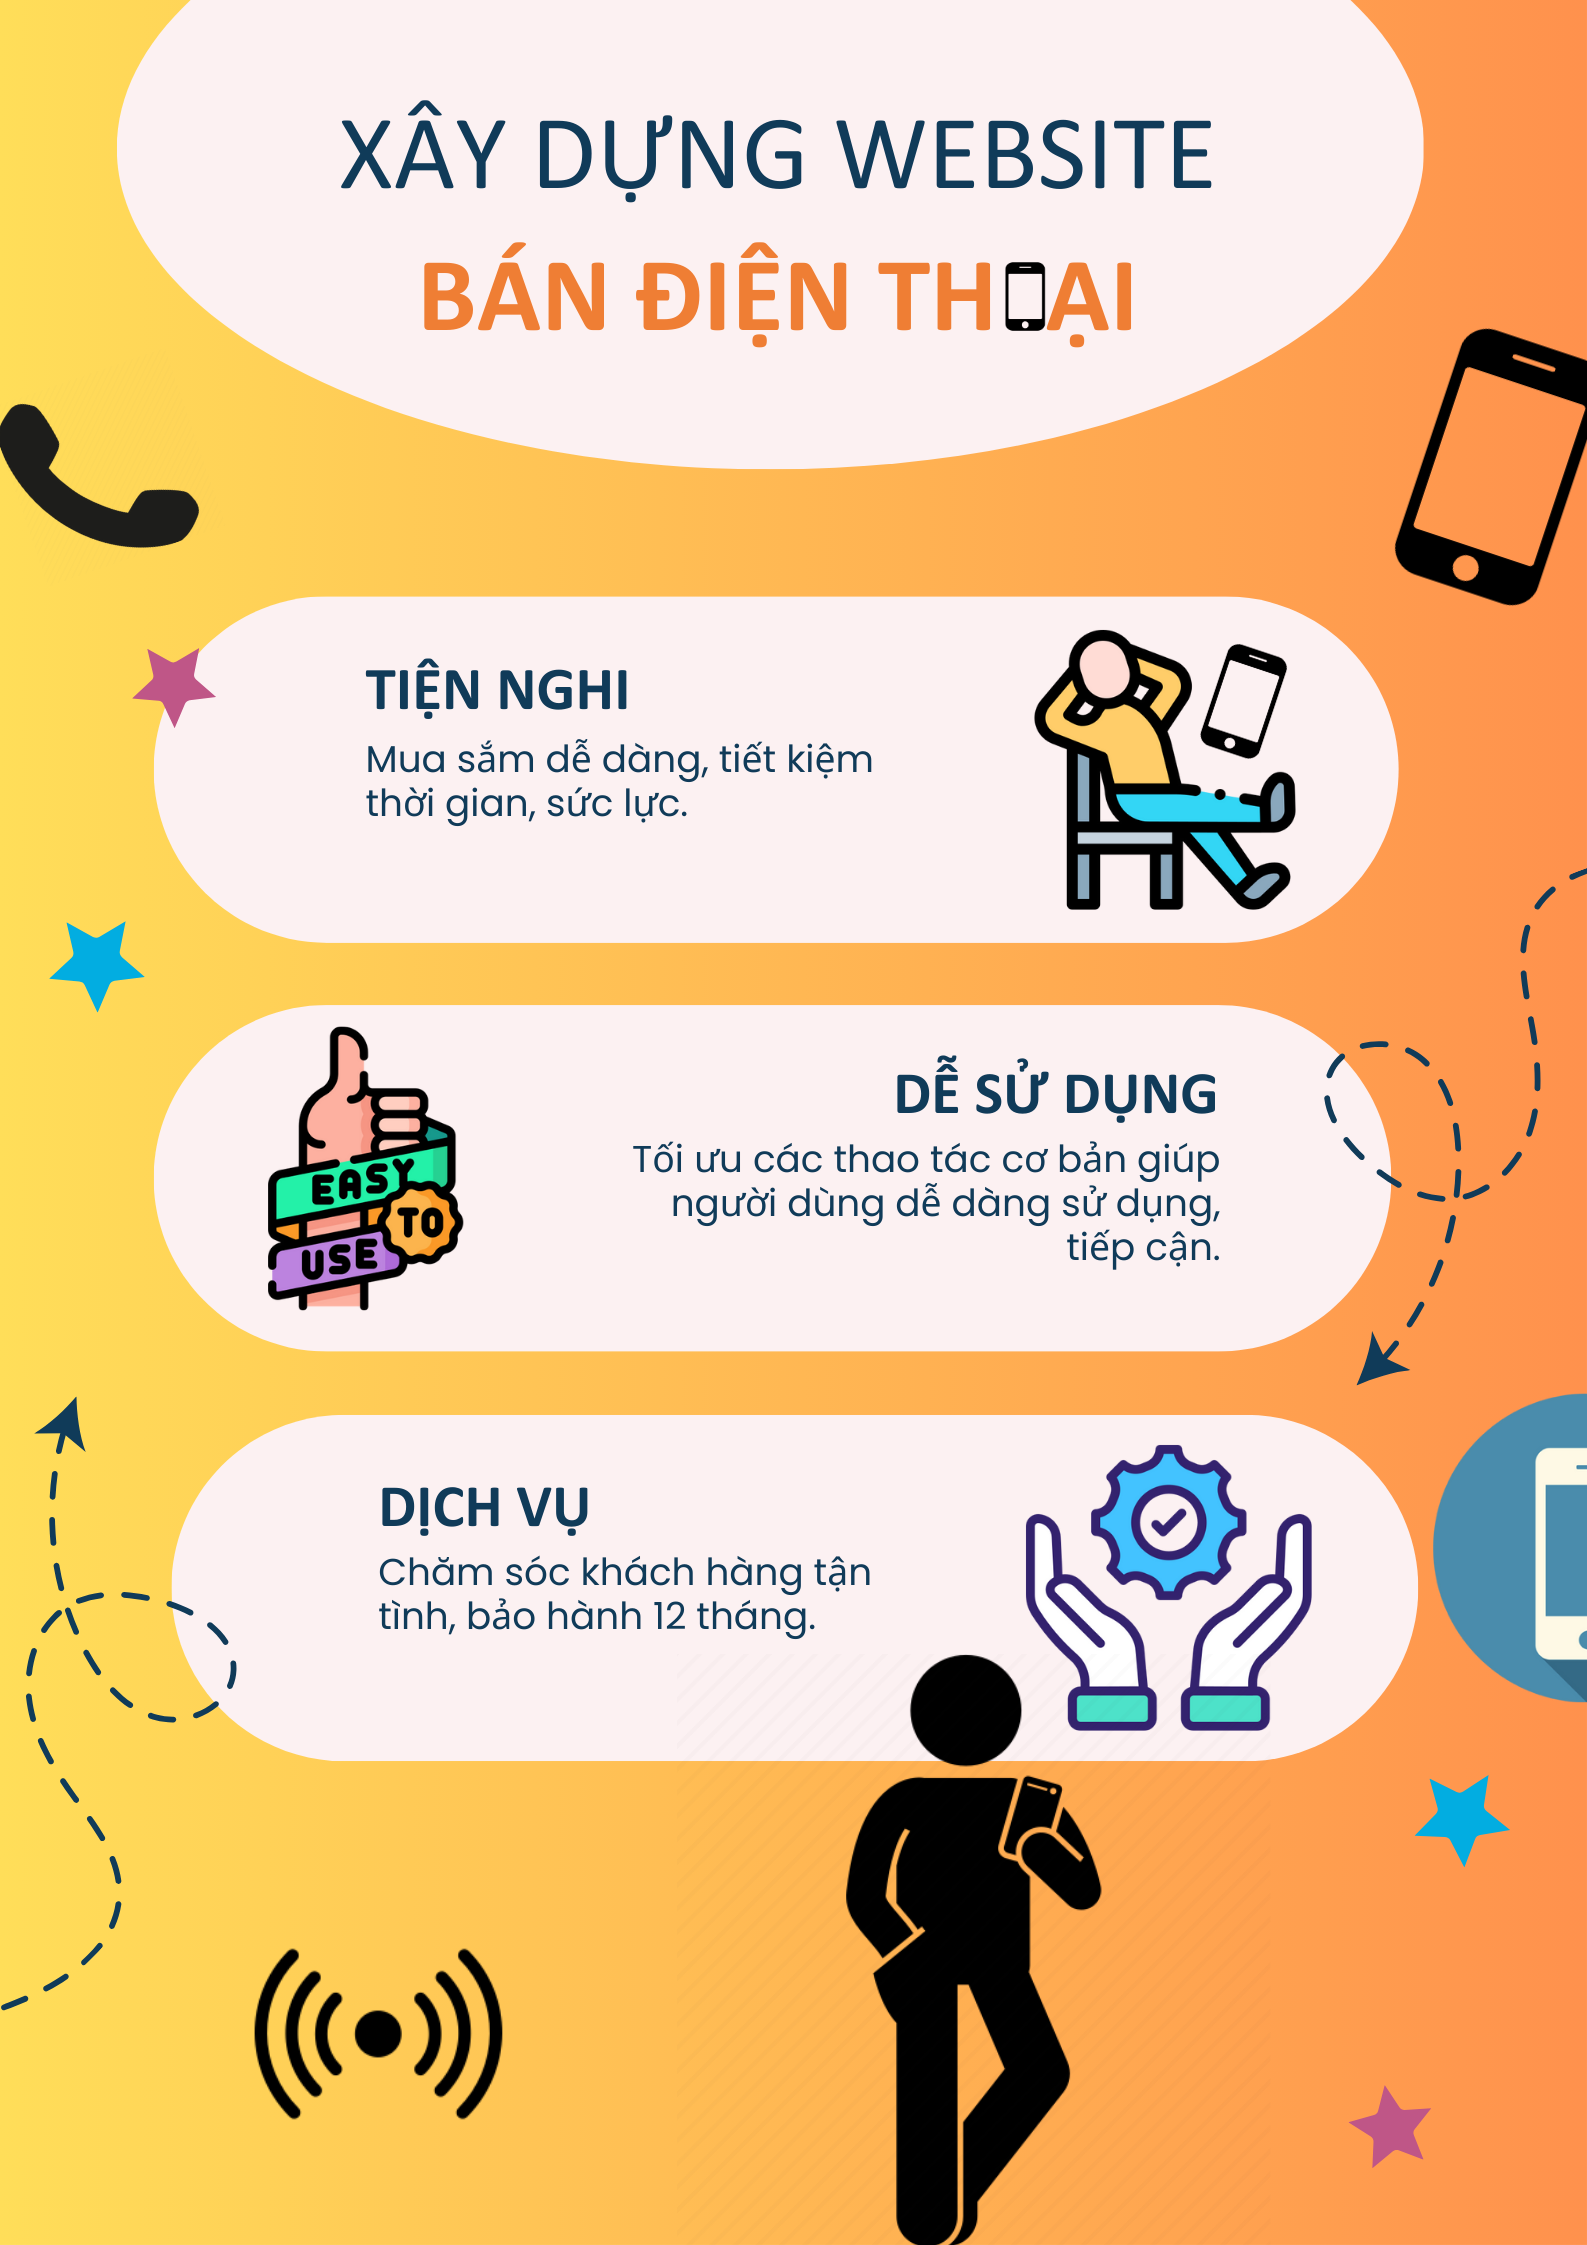 XÂY DỰNG WEBSITE
BÁN ĐIỆN THOẠI
TIỆN NGHI
Mua sắm dễ dàng, tiết kiệm
thời gian, sức lực.
EASY
TO
USE
DỄ SỬ DỤNG
Tối ưu các thao tác cơ bản giúp
người dùng dễ dàng sử dụng,
tiếp cận.
DỊCH VỤ
Chăm sóc khách hàng tận
tình, bảo hành 12 tháng.